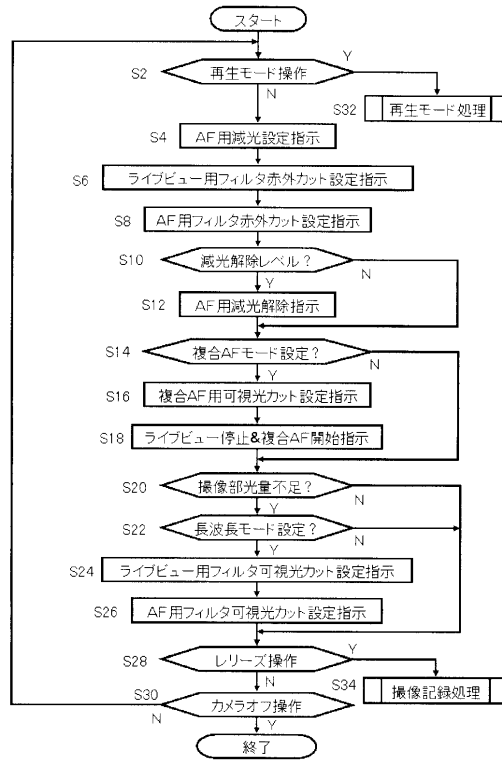 スタート
S2 再生モード操作 Y
N
S32 再生モード処理
S4 AF用減光設定指示
S6 ライブビュー用フィルタ赤外カット設定指示
S8 AF用フィルタ赤外カット設定指示
S10 減光解除レベル? N
Y
S12 AF用減光解除指示
S14 複合AFモード設定? N
Y
S16 複合AF用可視光カット設定指示
S18 ライブビュー停止&複合AF開始指示
S20 撮像部光量不足? N
Y
S22 長波長モード設定? N
Y
S24 ライブビュー用フィルタ可視光カット設定指示
S26 AF用フィルタ可視光カット設定指示
S28 レリーズ操作 Y
N
S34 撮像記録処理
S30 カメラオフ操作
N
Y
終了